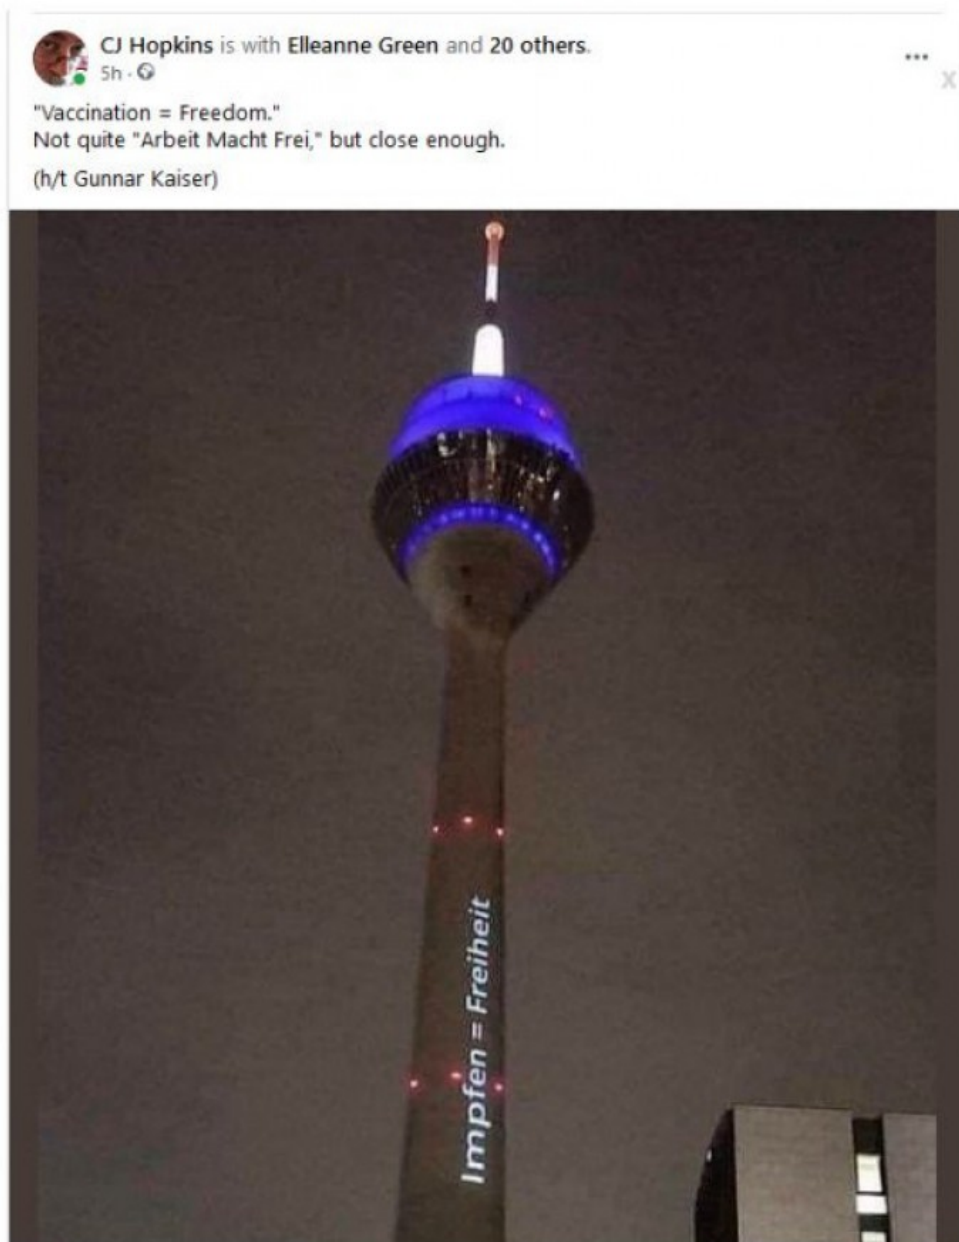 CJ Hopkins is with Elleanne Green and 20 others.
5h ·
...
X
"Vaccination = Freedom."
Not quite "Arbeit Macht Frei," but close enough.
(h/t Gunnar Kaiser)
Impfen = Freiheit